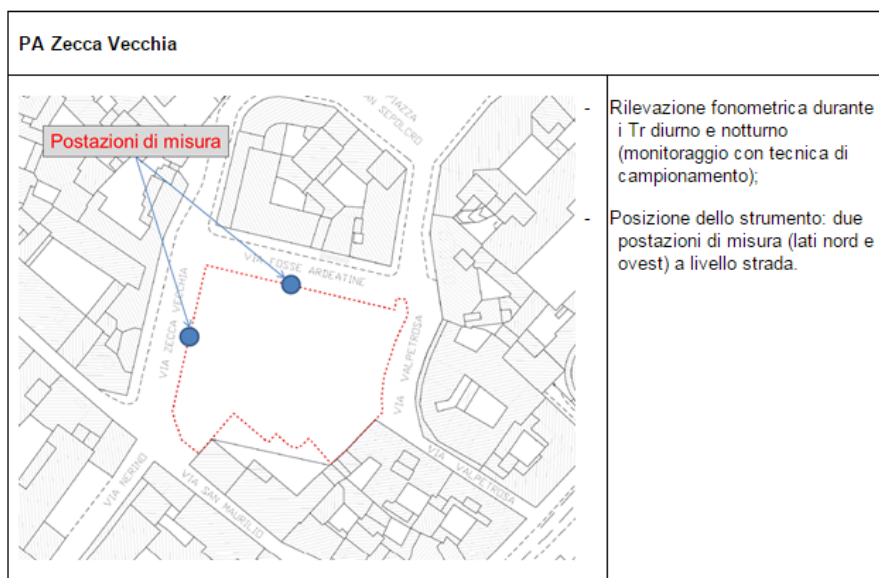 PA Zecca Vecchia
Postazioni di misura
PIAZZA
SAN SEPOLCRO
VIA FOSSE ARDEATINE
VIA ZECCA VECCHIA
VIA VALPETROSA
VIA VALPETROSA
VIA NERINO
VIA SAN MAURILIO
- Rilevazione fonometrica durante
i Tr diurno e notturno
(monitoraggio con tecnica di
campionamento);
- Posizione dello strumento: due
postazioni di misura (lati nord e
ovest) a livello strada.